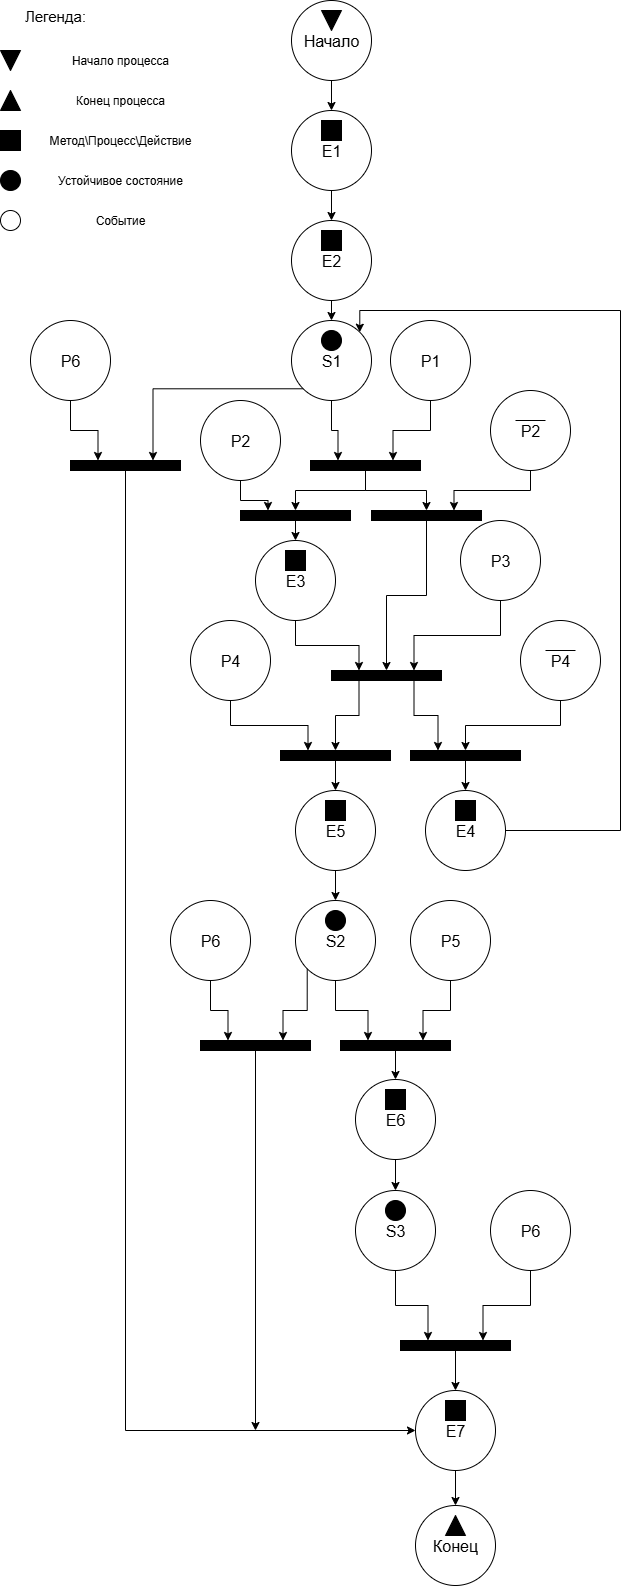 Легенда:
Начало процесса
Конец процесса
Метод\Процесс\Действие
Устойчивое состояние
Событие
Начало
E1
E2
P6
S1
P1
P2
P2
E3
P3
P4
P4
E5
E4
P6
S2
P5
E6
S3
P6
E7
Конец